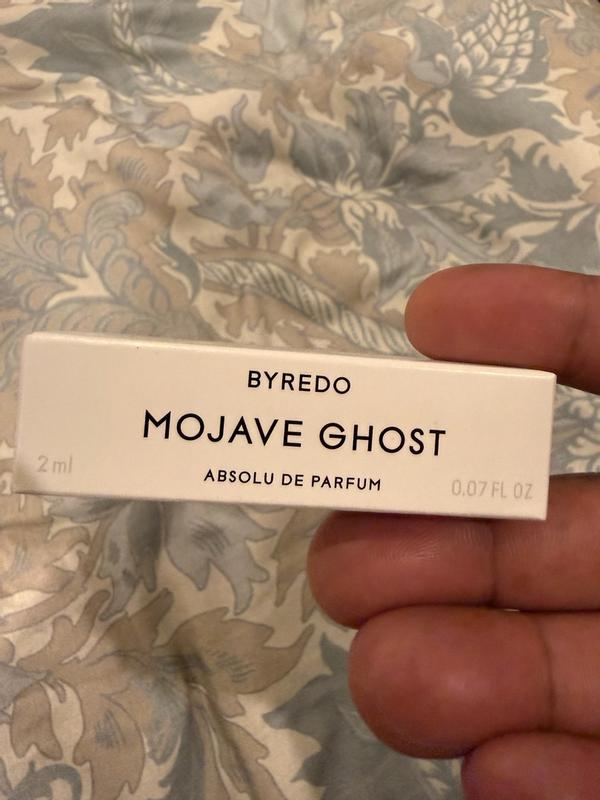 BYREDO
MOJAVE GHOST
ABSOLU DE PARFUM
2 ml
0.07 FL OZ